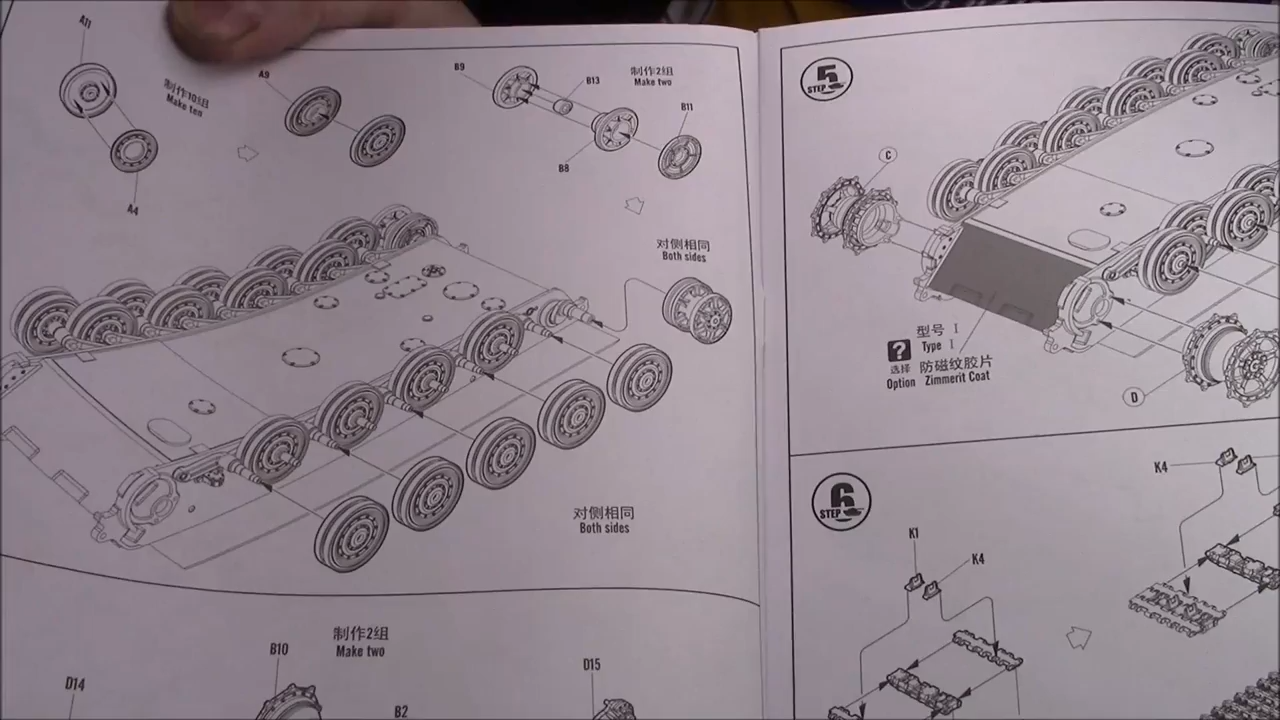 A11
制作10组
Make ten
A4
A9
B9
B13
制作2组
Make two
B11
B8
对侧相同
Both sides
对侧相同
Both sides
制作2组
Make two
B10
D14
B2
D15
5
STEP
C
型号 I
Type I
?
选择 防磁纹胶片
Option Zimmerit Coat
D
6
STEP
K4
K1
K4